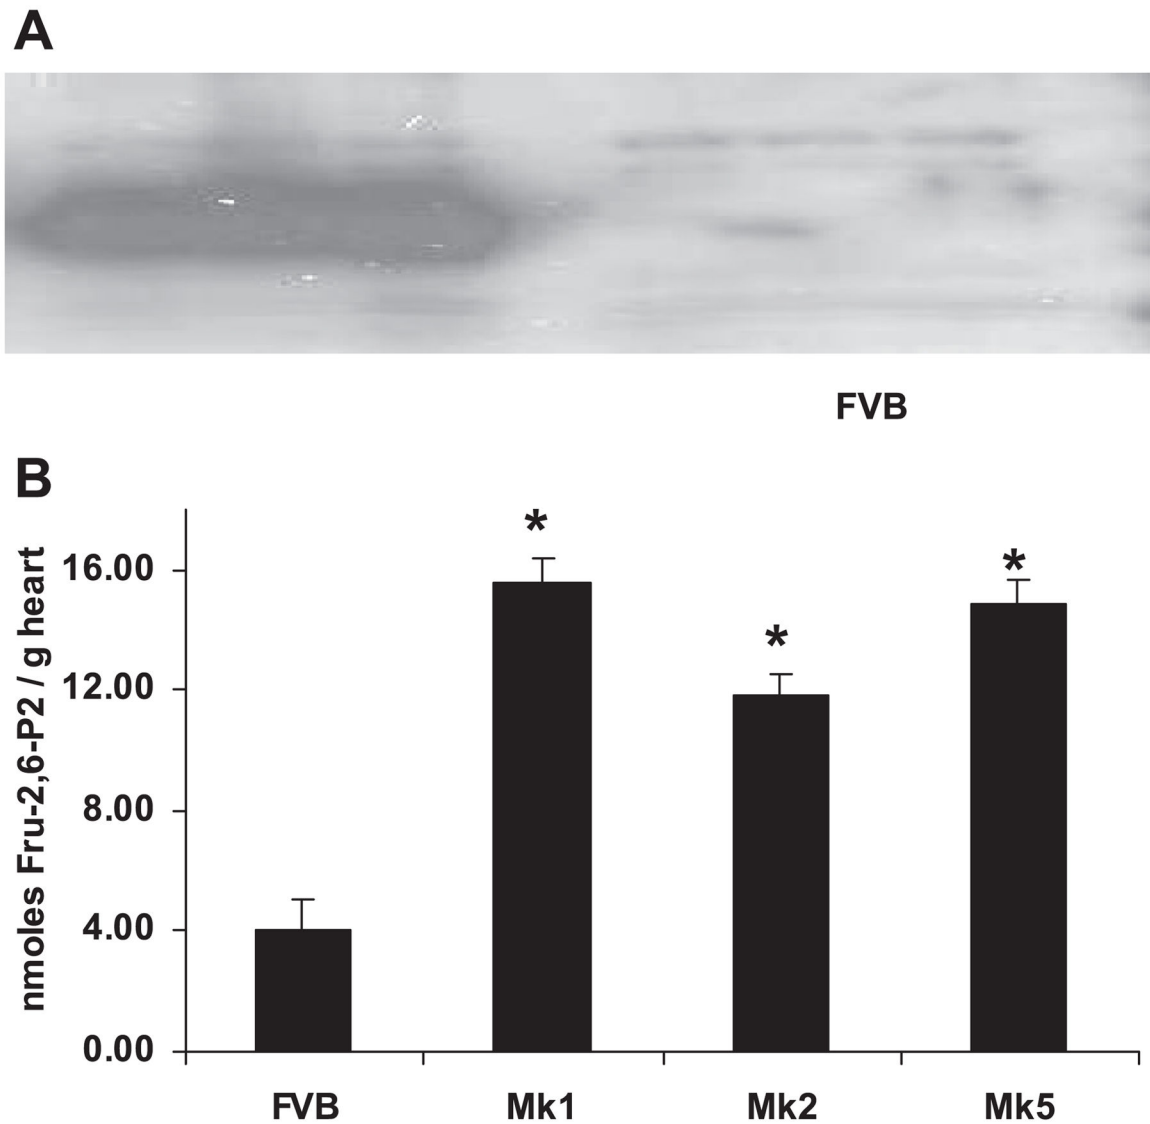 A
FVB
B
nmoles Fru-2,6-P2 / g heart
16.00
12.00
8.00
4.00
0.00
*
*
*
FVB Mk1 Mk2 Mk5